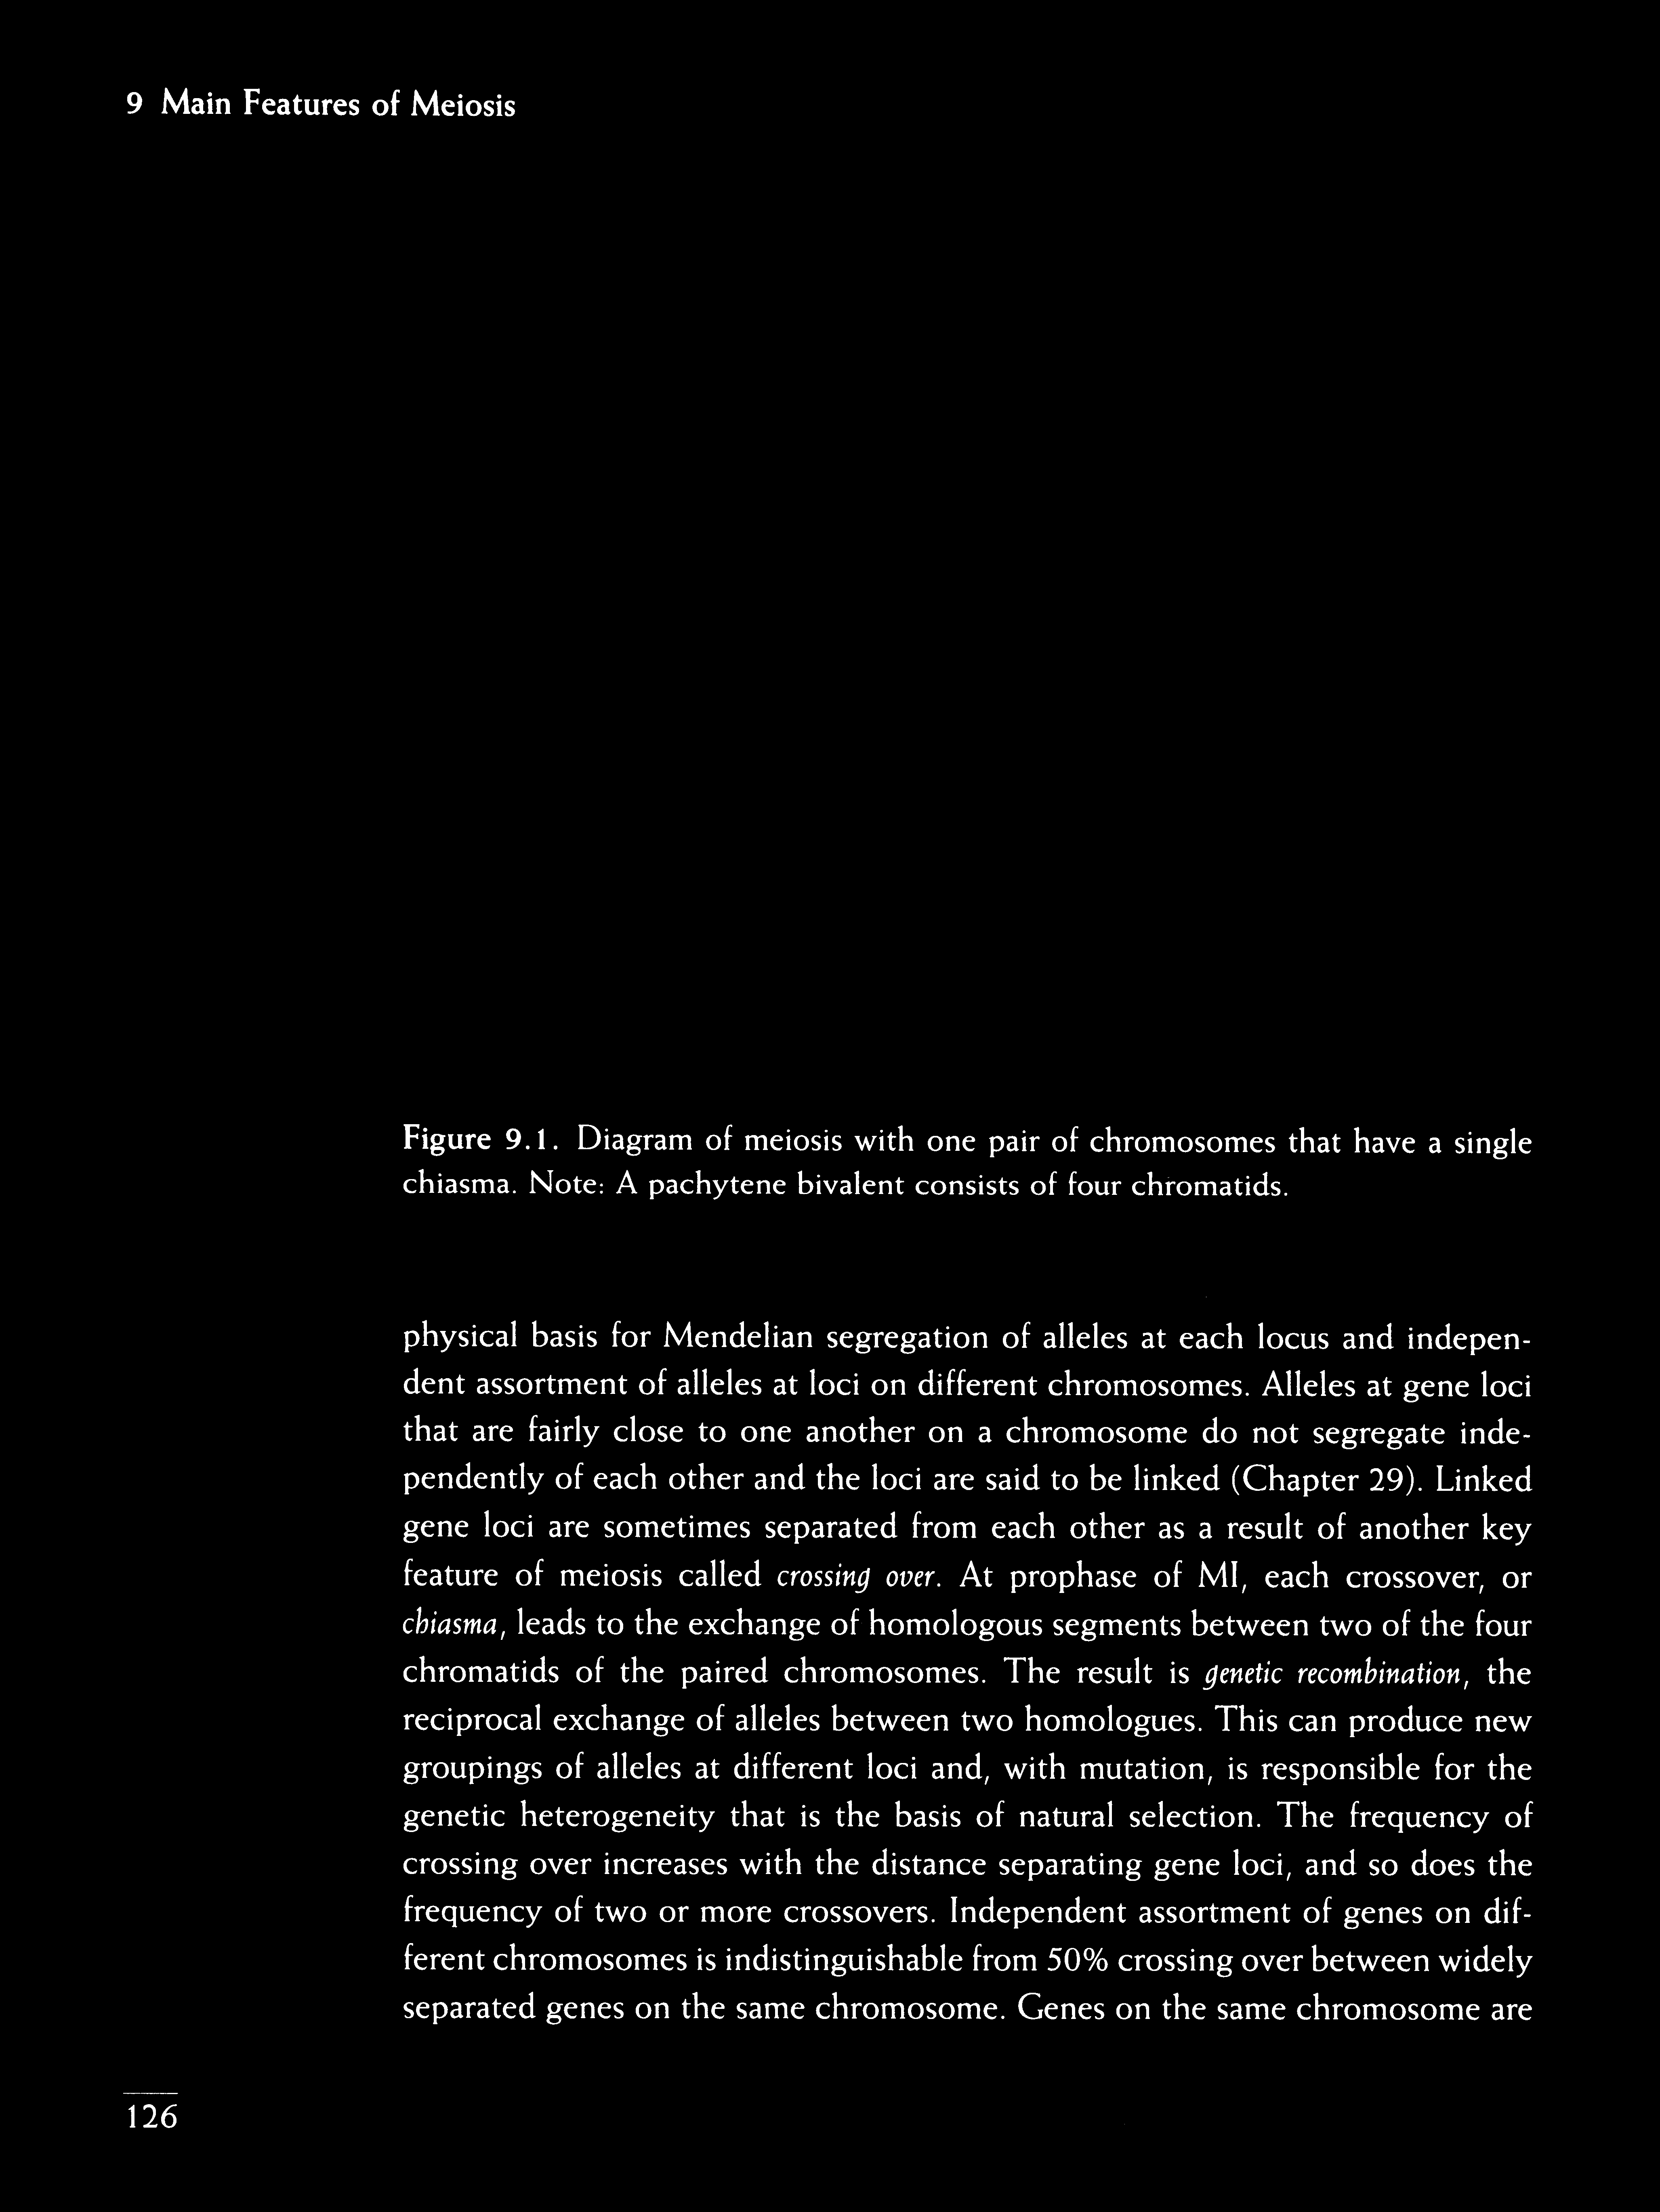 9 Main Features of Meiosis
Figure 9.1. Diagram of meiosis with one pair of chromosomes that have a single
chiasma. Note: A pachytene bivalent consists of four chromatids.
physical basis for Mendelian segregation of alleles at each locus and indepen-
dent assortment of alleles at loci on different chromosomes. Alleles at gene loci
that are fairly close to one another on a chromosome do not segregate inde-
pendently of each other and the loci are said to be linked (Chapter 29). Linked
gene loci are sometimes separated from each other as a result of another key
feature of meiosis called crossing over. At prophase of MI, each crossover, or
chiasma, leads to the exchange of homologous segments between two of the four
chromatids of the paired chromosomes. The result is genetic recombination, the
reciprocal exchange of alleles between two homologues. This can produce new
groupings of alleles at different loci and, with mutation, is responsible for the
genetic heterogeneity that is the basis of natural selection. The frequency of
crossing over increases with the distance separating gene loci, and so does the
frequency of two or more crossovers. Independent assortment of genes on dif-
ferent chromosomes is indistinguishable from 50% crossing over between widely
separated genes on the same chromosome. Genes on the same chromosome are
126